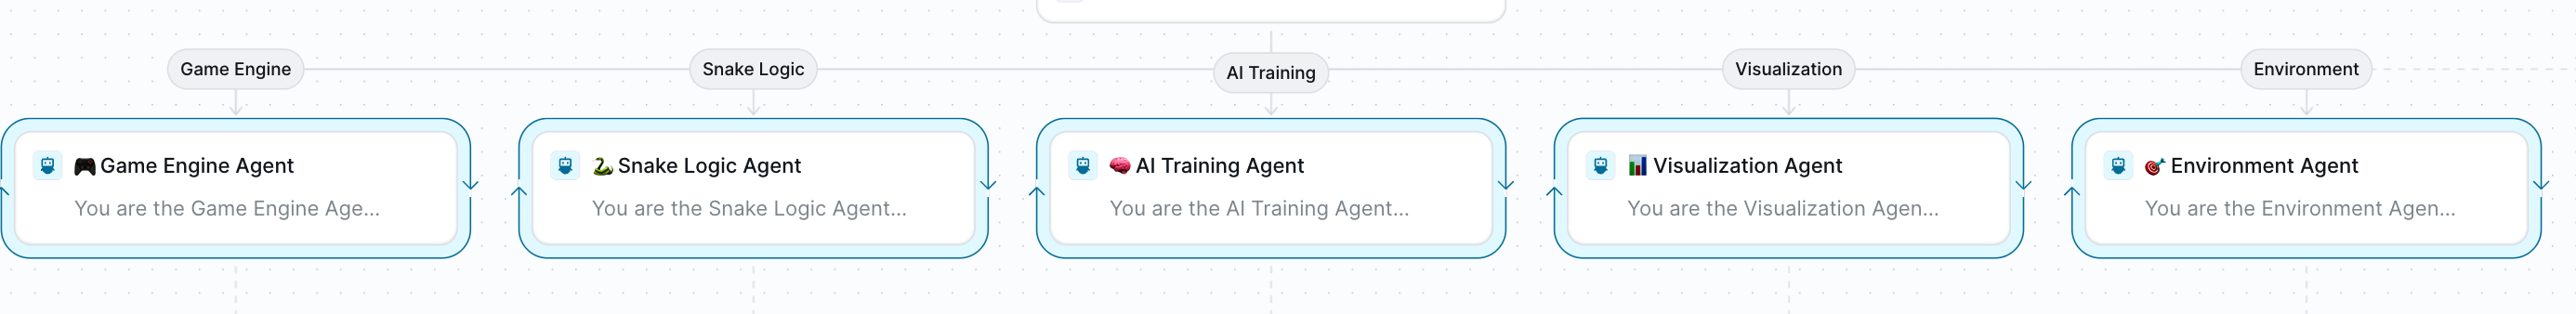 Game Engine
Snake Logic
AI Training
Visualization
Environment
🎮 Game Engine Agent
You are the Game Engine Age...
🐍 Snake Logic Agent
You are the Snake Logic Agent...
🧠 AI Training Agent
You are the AI Training Agent...
📊 Visualization Agent
You are the Visualization Agen...
🎯 Environment Agent
You are the Environment Agen...